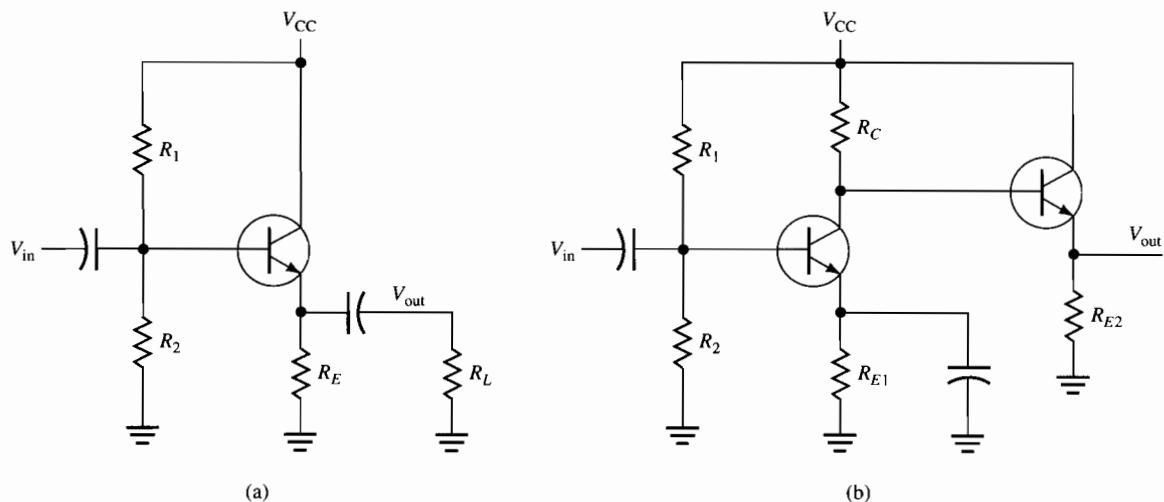 V_CC
R_1
V_in
R_2
V_out
R_E
R_L
(a)
V_CC
R_C
R_1
V_in
V_out
R_2
R_E1
R_E2
(b)